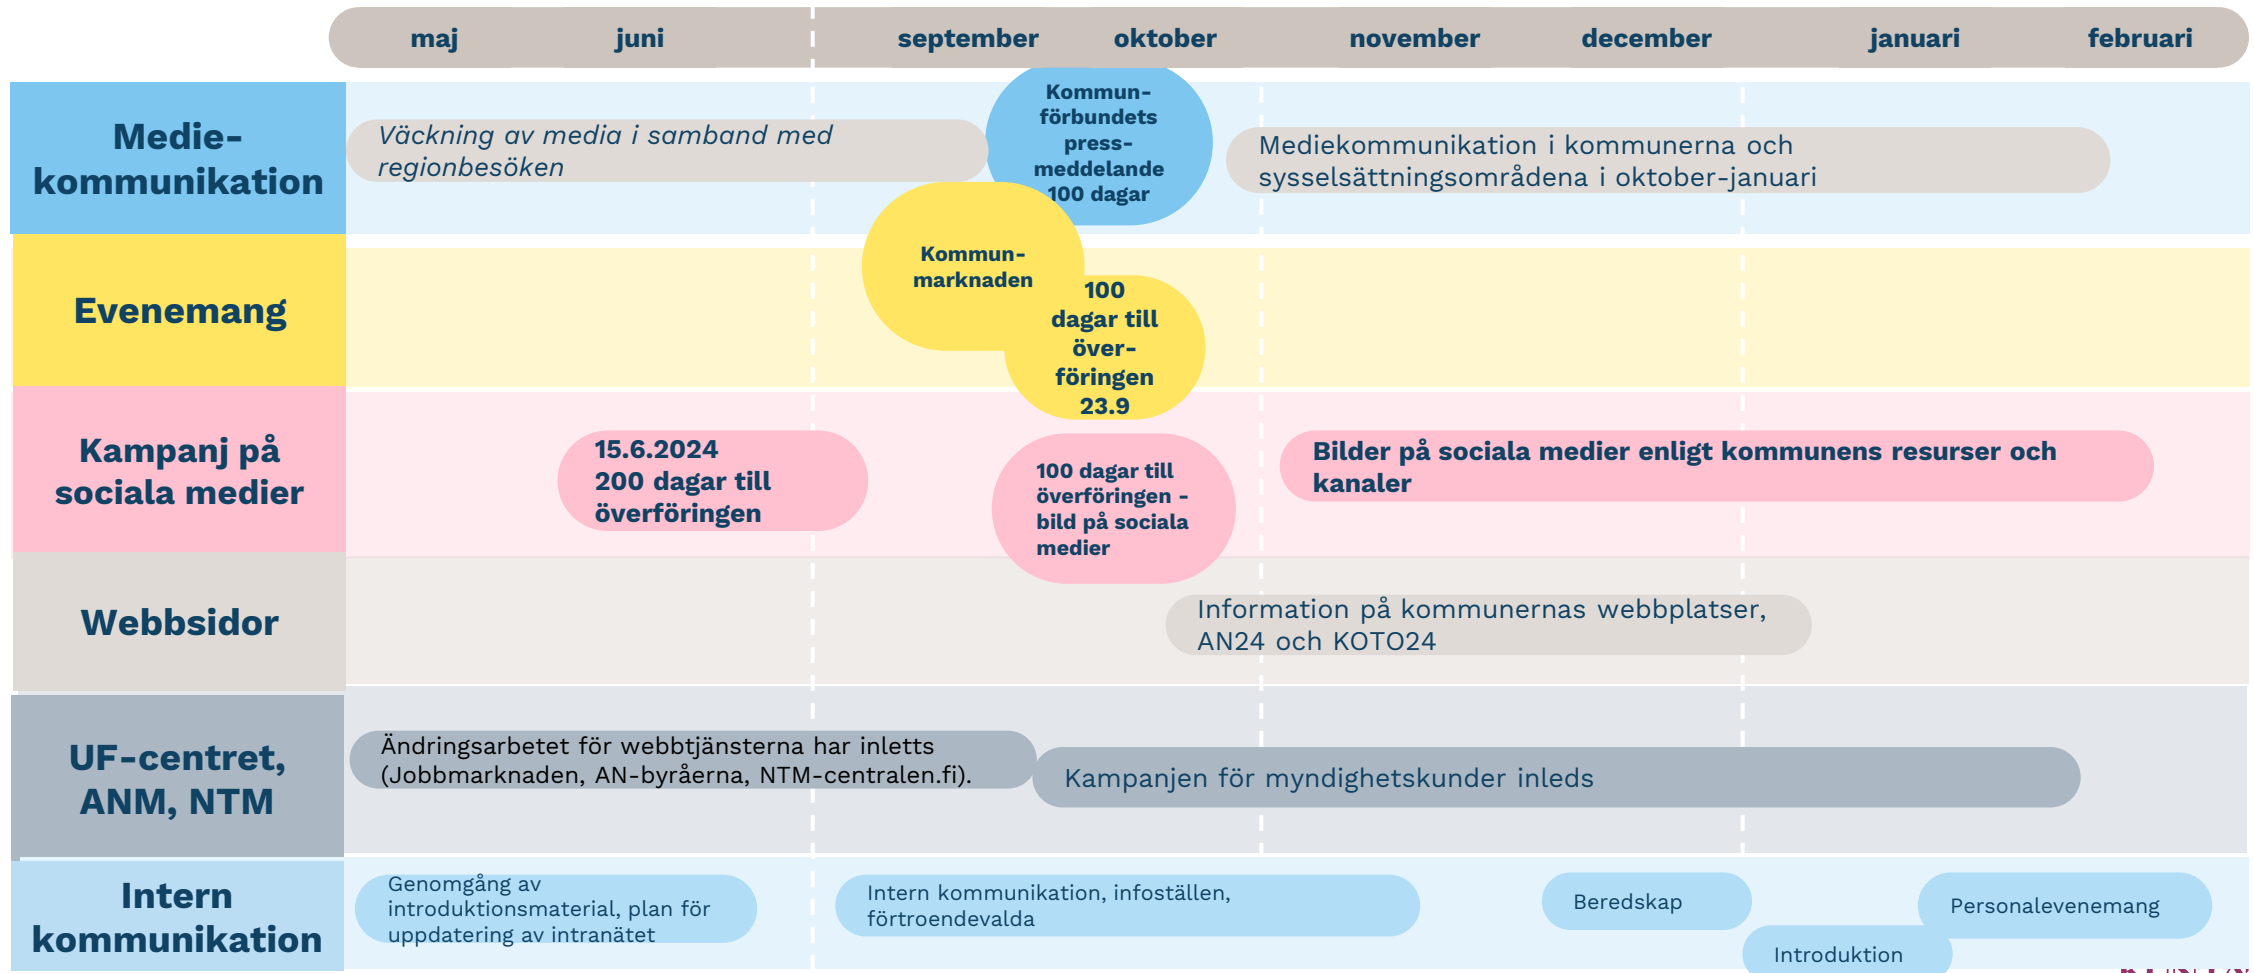 maj juni september oktober november december januari februari
Medie-
kommunikation
Väckning av media i samband med
regionbesöken
Kommun-
förbundets
press-
meddelande
100 dagar
Mediekommunikation i kommunerna och
sysselsättningsområdena i oktober-januari
Evenemang
Kommun-
marknaden
100
dagar till
över-
föringen
23.9
Kampanj på
sociala medier
15.6.2024
200 dagar till
överföringen
100 dagar till
överföringen -
bild på sociala
medier
Bilder på sociala medier enligt kommunens resurser och
kanaler
Webbsidor
Information på kommunernas webbplatser,
AN24 och KOTO24
UF-centret,
ANM, NTM
Ändringsarbetet för webbtjänsterna har inletts
(Jobbmarknaden, AN-byråerna, NTM-centralen.fi).
Kampanjen för myndighetskunder inleds
Intern
kommunikation
Genomgång av
introduktionsmaterial, plan för
uppdatering av intranätet
Intern kommunikation, infoställen,
förtroendevalda
Beredskap
Introduktion
Personalevenemang